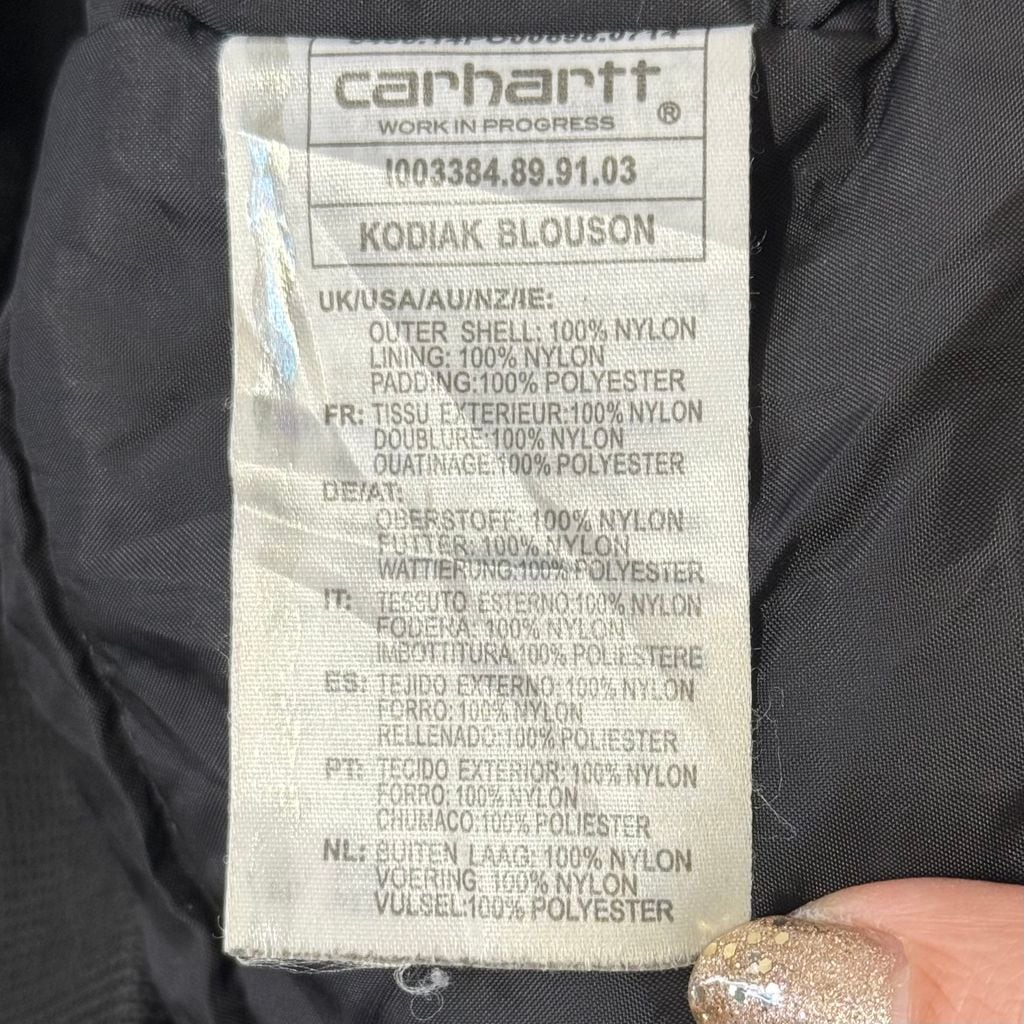 carhartt ®
WORK IN PROGRESS
I003384.89.91.03
KODIAK BLOUSON
UK/USA/AU/NZ/IE:
OUTER SHELL: 100% NYLON
LINING: 100% NYLON
PADDING:100% POLYESTER
FR: TISSU EXTERIEUR:100% NYLON
DOUBLURE:100% NYLON
OUATINAGE:100% POLYESTER
DE/AT:
OBERSTOFF: 100% NYLON
FUTTER: 100% NYLON
WATTIERUNG:100% POLYESTER
IT: TESSUTO ESTERNO:100% NYLON
FODERA: 100% NYLON
IMBOTTITURA:100% POLIESTERE
ES: TEJIDO EXTERNO: 100% NYLON
FORRO: 100% NYLON
RELLENADO:100% POLIESTER
PT: TECIDO EXTERIOR: 100% NYLON
FORRO: 100% NYLON
CHUMACO:100% POLIESTER
NL: BUITEN LAAG: 100% NYLON
VOERING: 100% NYLON
VULSEL:100% POLYESTER